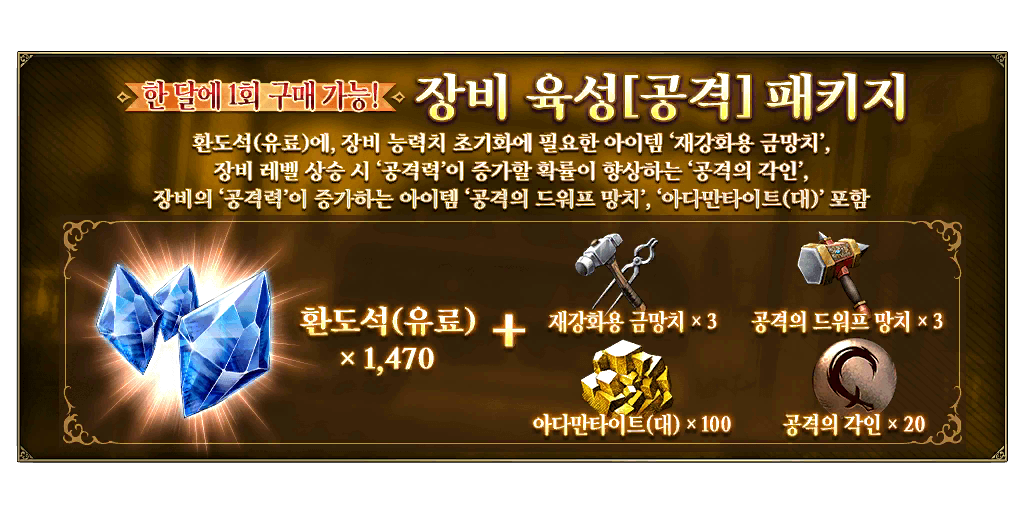 한 달에 1회 구매 가능! 장비 육성[공격] 패키지
환도석(유료)에, 장비 능력치 초기화에 필요한 아이템 ‘재강화용 금망치’,
장비 레벨 상승 시 ‘공격력’이 증가할 확률이 향상하는 ‘공격의 각인’,
장비의 ‘공격력’이 증가하는 아이템 ‘공격의 드워프 망치’, ‘아다만타이트(대)’ 포함
환도석(유료)
× 1,470
+
재강화용 금망치 × 3
공격의 드워프 망치 × 3
아다만타이트(대) × 100
공격의 각인 × 20